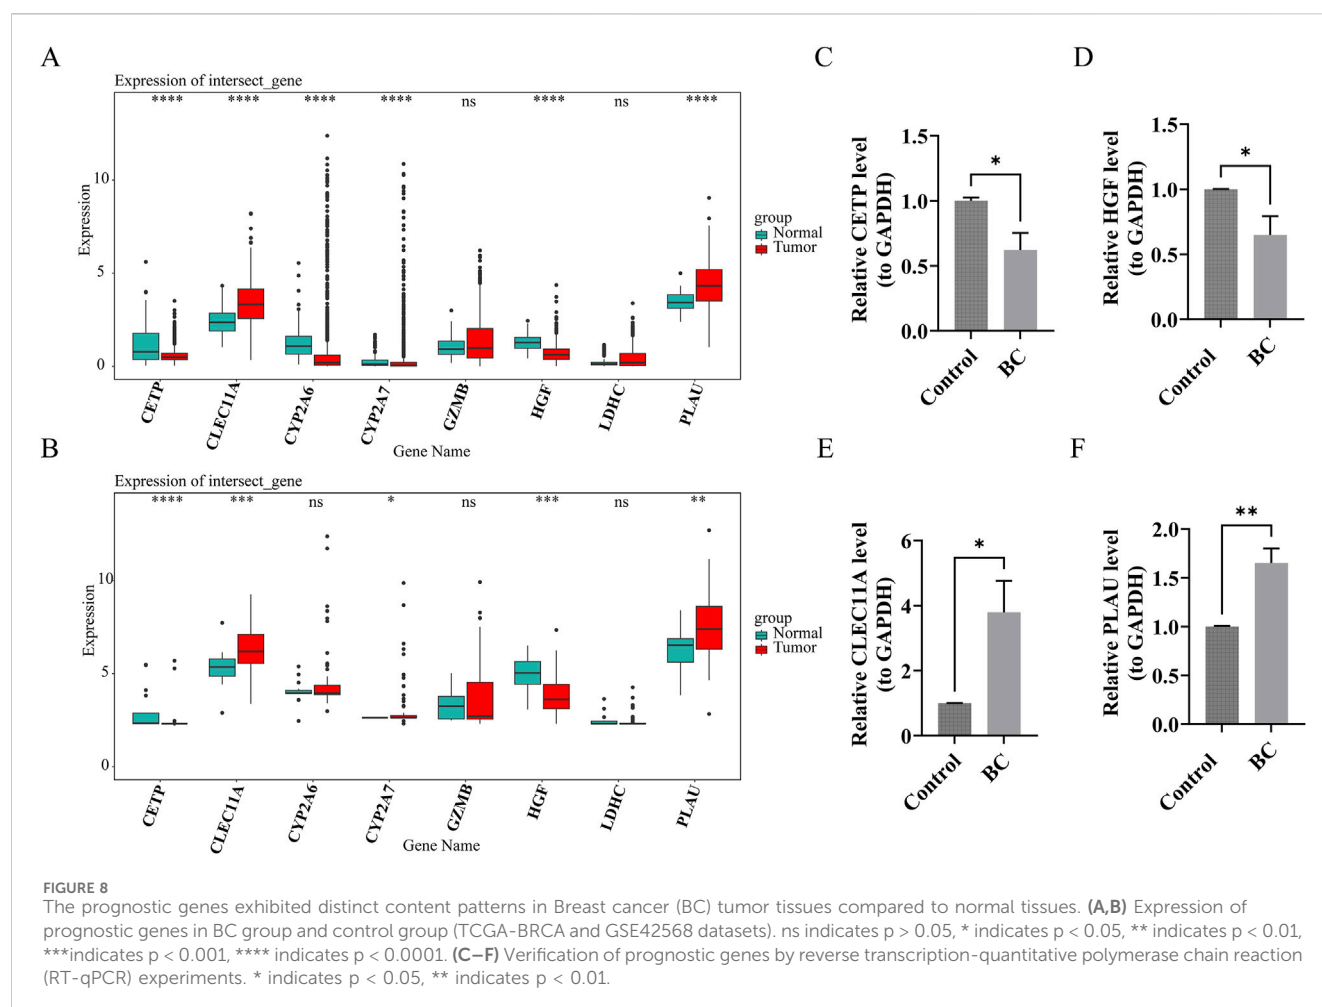 A
Expression of intersect_gene
**** **** **** **** ns **** ns ****
10
5
0
Expression
CETP CLEC11A CYP2A6 CYP2A7 GZMB HGF LDHC PLAU
Gene Name
group
Normal
Tumor
B
Expression of intersect_gene
**** *** ns * ns *** ns **
10
5
0
Expression
CETP CLEC11A CYP2A6 CYP2A7 GZMB HGF LDHC PLAU
Gene Name
group
Normal
Tumor
C
Relative CETP level
(to GAPDH)
1.5
1.0
0.5
0.0
*
Control BC
D
Relative HGF level
(to GAPDH)
1.5
1.0
0.5
0.0
*
Control BC
E
Relative CLEC11A level
(to GAPDH)
6
4
2
0
*
Control BC
F
Relative PLAU level
(to GAPDH)
2.0
1.5
1.0
0.5
0.0
**
Control BC
FIGURE 8
The prognostic genes exhibited distinct content patterns in Breast cancer (BC) tumor tissues compared to normal tissues. (A,B) Expression of
prognostic genes in BC group and control group (TCGA-BRCA and GSE42568 datasets). ns indicates p > 0.05, * indicates p < 0.05, ** indicates p < 0.01,
***indicates p < 0.001, **** indicates p < 0.0001. (C–F) Verification of prognostic genes by reverse transcription-quantitative polymerase chain reaction
(RT-qPCR) experiments. * indicates p < 0.05, ** indicates p < 0.01.